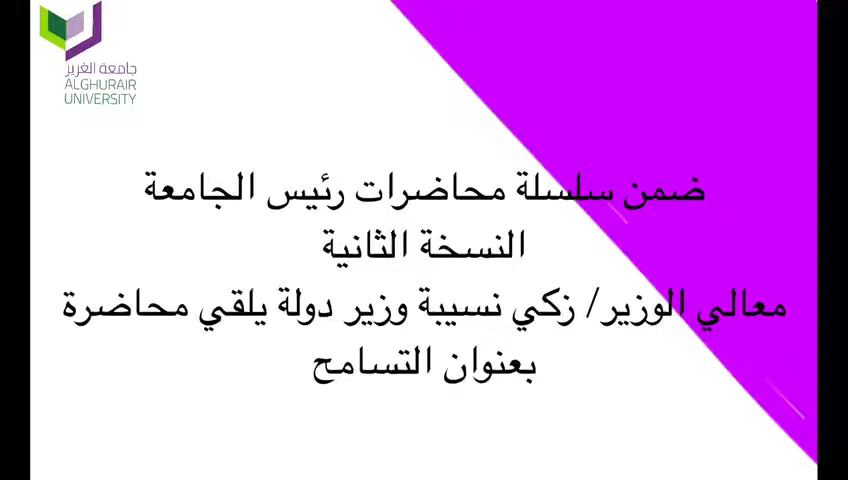 جامعة الغرير
ALGHURAIR
UNIVERSITY
ضمن سلسلة محاضرات رئيس الجامعة
النسخة الثانية
معالي الوزير/ زكي نسيبة وزير دولة يلقي محاضرة
بعنوان التسامح